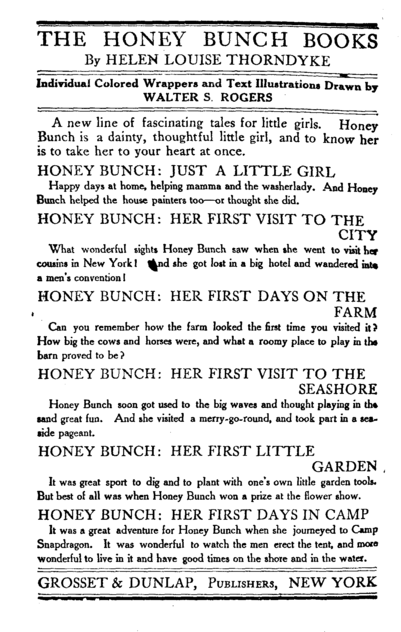 THE HONEY BUNCH BOOKS
By HELEN LOUISE THORNDYKE
Individual Colored Wrappers and Text Illustrations Drawn by
WALTER S. ROGERS
A new line of fascinating tales for little girls. Honey
Bunch is a dainty, thoughtful little girl, and to know her
is to take her to your heart at once.
HONEY BUNCH: JUST A LITTLE GIRL
Happy days at home, helping mamma and the washerlady. And Honey
Bunch helped the house painters too—or thought she did.
HONEY BUNCH: HER FIRST VISIT TO THE
CITY
What wonderful sights Honey Bunch saw when she went to visit her
cousins in New York! And she got lost in a big hotel and wandered into
a men's convention!
HONEY BUNCH: HER FIRST DAYS ON THE
FARM
Can you remember how the farm looked the first time you visited it?
How big the cows and horses were, and what a roomy place to play in the
barn proved to be?
HONEY BUNCH: HER FIRST VISIT TO THE
SEASHORE
Honey Bunch soon got used to the big waves and thought playing in the
sand great fun. And she visited a merry-go-round, and took part in a sea-
side pageant.
HONEY BUNCH: HER FIRST LITTLE
GARDEN
It was great sport to dig and to plant with one's own little garden tools.
But best of all was when Honey Bunch won a prize at the flower show.
HONEY BUNCH: HER FIRST DAYS IN CAMP
It was a great adventure for Honey Bunch when she journeyed to Camp
Snapdragon. It was wonderful to watch the men erect the tent, and more
wonderful to live in it and have good times on the shore and in the water.
GROSSET & DUNLAP, PUBLISHERS, NEW YORK